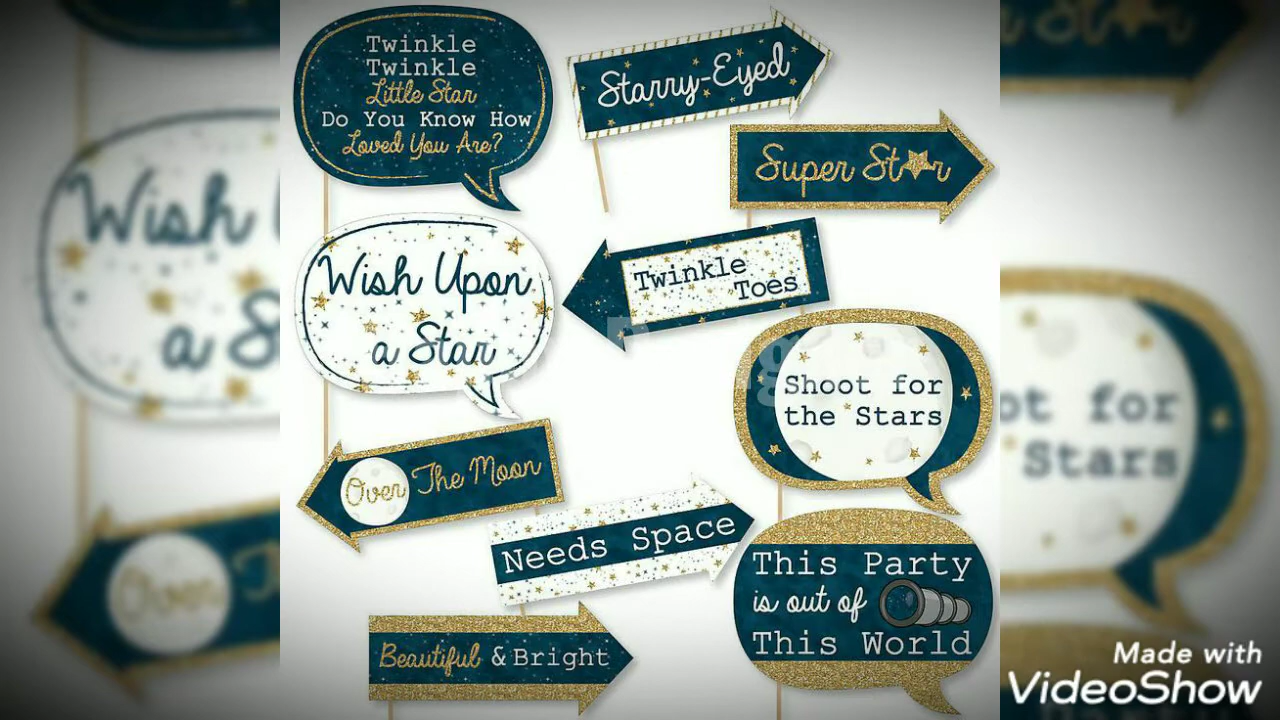 Twinkle
Twinkle
Little Star
Do You Know How
Loved You Are?
Starry-Eyed
Super Star
Wish Upon
a Star
Twinkle
Toes
Shoot for
the Stars
Over The Moon
Needs Space
This Party
is out of
This World
Beautiful & Bright
Made with
VideoShow